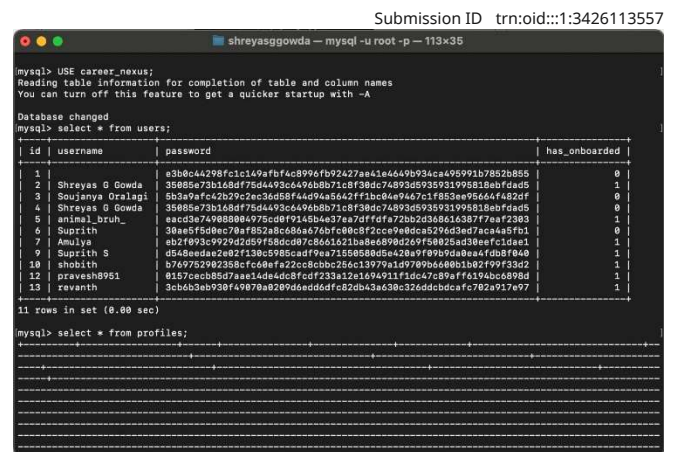 Submission ID trn:oid:::1:3426113557
shreyasggowda — mysql -u root -p — 113×35
mysql> USE career_nexus;
Reading table information for completion of table and column names
You can turn off this feature to get a quicker startup with -A
Database changed
mysql> select * from users;
| id | username | password | has_onboarded |
| 1 | | e3b0c44298fc1c149afbf4c8996fb92427ae41e4649b934ca495991b7852b855 | 0 |
| 2 | Shreyas G Gowda | 35085e73b168df75d4493c6496b8b71c8f30dc74893d5935931995818ebfdad5 | 1 |
| 3 | Soujanya Oralagi | 5b3a9afc42b29c2ec36d58f44d94a5642ff1bc04e9467c1f853ee95664f482df | 0 |
| 4 | Shreyas G Gowda | 35085e73b168df75d4493c6496b8b71c8f30dc74893d5935931995818ebfdad5 | 0 |
| 5 | animal_bruh_ | eacd3e749088004975cd0f9145b4e37ea7dffdfa72bb2d368616387f7eaf2303 | 1 |
| 6 | Suprith | 30ae5f5d0ec70af852a8c686a676bfc00c8f2cce9e0dca5296d3ed7aca4a5fb1 | 0 |
| 7 | Amulya | eb2f093c9929d2d59f58dcd07c8661621ba8e6890d269f50025ad30eefc1dae1 | 1 |
| 9 | Suprith S | d548eedae2e02f130c5985cadf9ea71550580d5e420a9f09b9da0ea4fdb8f040 | 1 |
| 10 | shobith | b769752902358cfc60efa22cc8cbbc256c13979a1d9709b6600b1b02f99f33d2 | 1 |
| 12 | pravesh8951 | 0157cecb85d7aae14de4dc8fcdf233a12e1694911f1dc47c89aff6194bc6898d | 1 |
| 13 | revanth | 3cb6b3eb930f49070a0209d6edd6dfc82db43a630c326ddcbdcafc702a917e97 | 1 |
11 rows in set (0.00 sec)
mysql> select * from profiles;